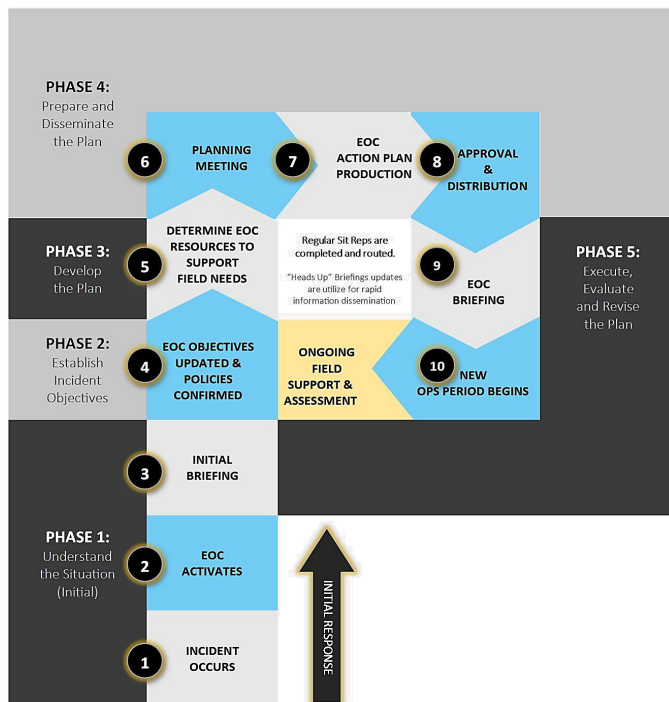 PHASE 4:
Prepare and
Disseminate
the Plan
6
PLANNING
MEETING
7
EOC
ACTION PLAN
PRODUCTION
8
APPROVAL
&
DISTRIBUTION
PHASE 3:
Develop
the Plan
5
DETERMINE EOC
RESOURCES TO
SUPPORT
FIELD NEEDS
Regular Sit Reps are
completed and routed.
"Heads Up" Briefings updates
are utilize for rapid
information dissemination
9
EOC
BRIEFING
PHASE 5:
Execute,
Evaluate
and Revise
the Plan
PHASE 2:
Establish
Incident
Objectives
4
EOC OBJECTIVES
UPDATED &
POLICIES
CONFIRMED
ONGOING
FIELD
SUPPORT &
ASSESSMENT
10
NEW
OPS PERIOD BEGINS
3
INITIAL
BRIEFING
PHASE 1:
Understand
the Situation
(Initial)
2
EOC
ACTIVATES
1
INCIDENT
OCCURS
INITIAL RESPONSE